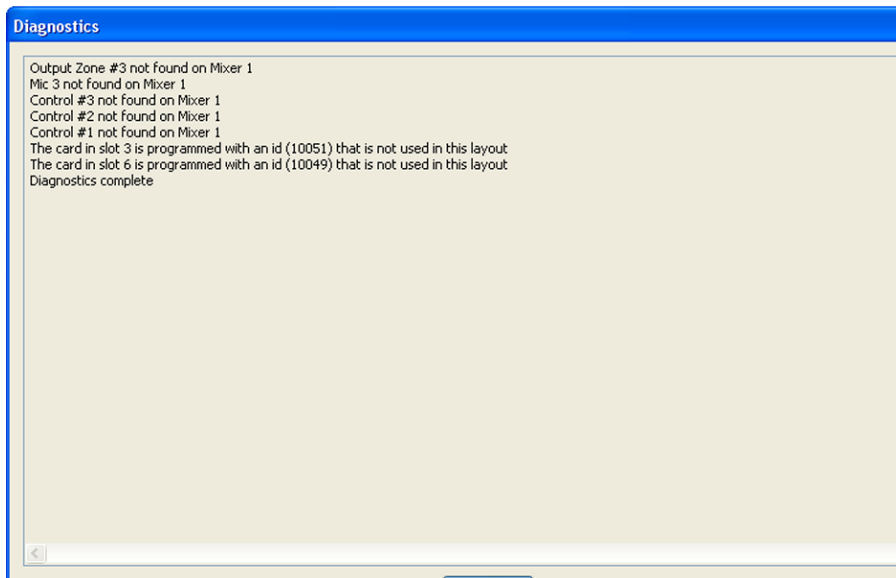 Diagnostics
Output Zone #3 not found on Mixer 1
Mic 3 not found on Mixer 1
Control #3 not found on Mixer 1
Control #2 not found on Mixer 1
Control #1 not found on Mixer 1
The card in slot 3 is programmed with an id (10051) that is not used in this layout
The card in slot 6 is programmed with an id (10049) that is not used in this layout
Diagnostics complete